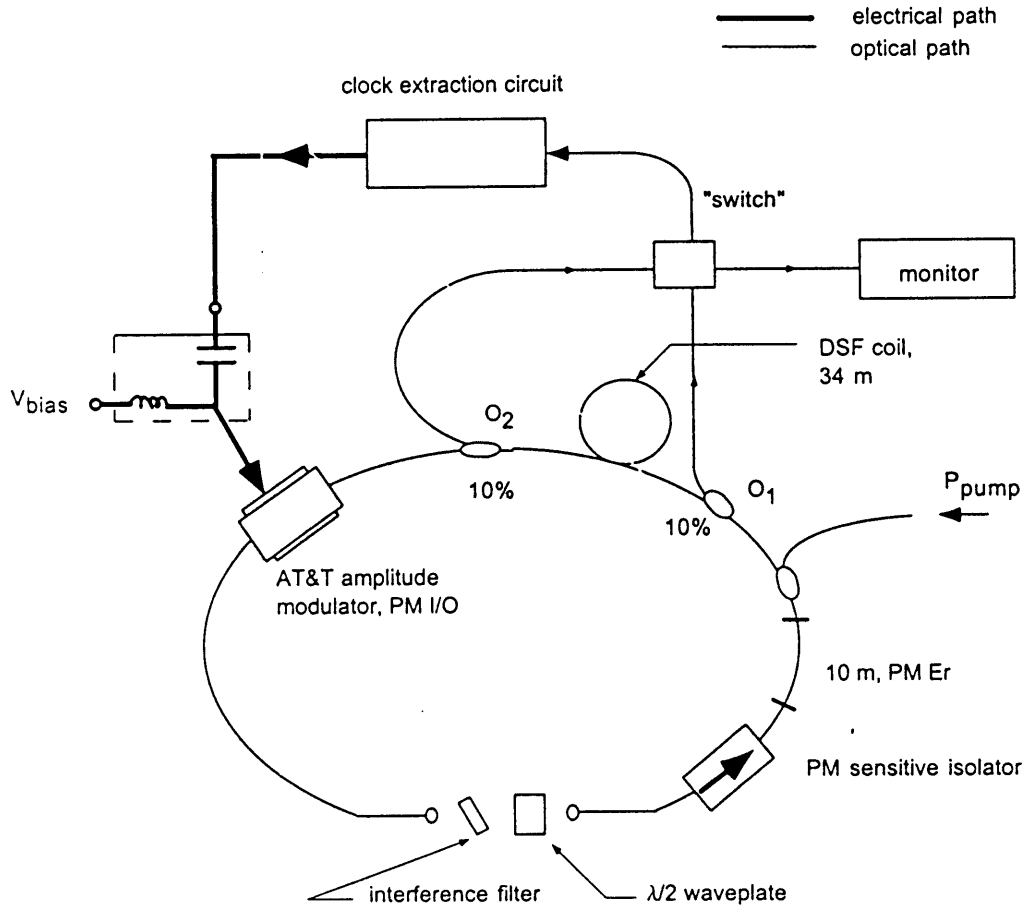 electrical path
optical path
clock extraction circuit
"switch"
monitor
DSF coil,
34 m
V_bias
O_2
10%
O_1
10%
P_pump
AT&T amplitude
modulator, PM I/O
10 m, PM Er
PM sensitive isolator
interference filter
λ/2 waveplate